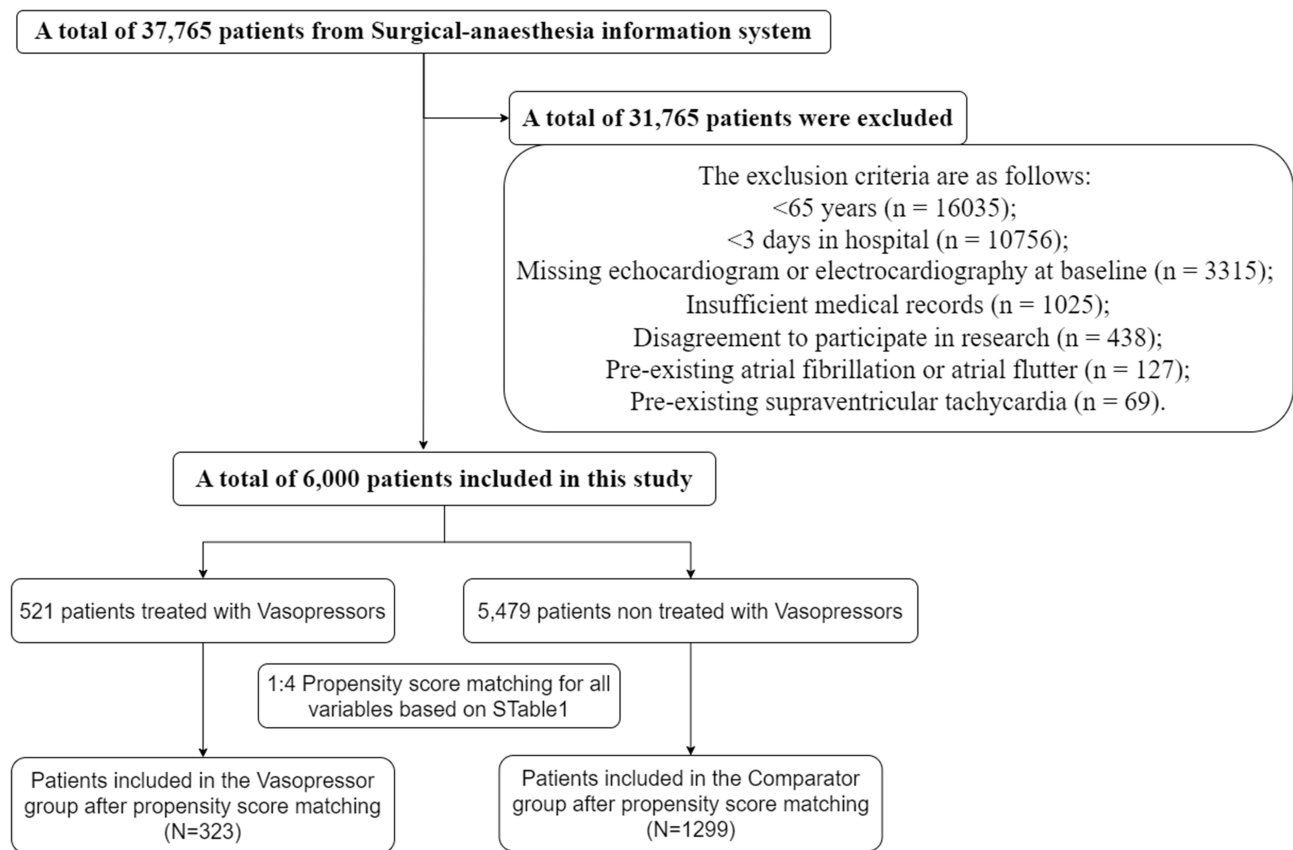 A total of 37,765 patients from Surgical-anaesthesia information system
A total of 31,765 patients were excluded
The exclusion criteria are as follows:
<65 years (n = 16035);
<3 days in hospital (n = 10756);
Missing echocardiogram or electrocardiography at baseline (n = 3315);
Insufficient medical records (n = 1025);
Disagreement to participate in research (n = 438);
Pre-existing atrial fibrillation or atrial flutter (n = 127);
Pre-existing supraventricular tachycardia (n = 69).
A total of 6,000 patients included in this study
521 patients treated with Vasopressors
5,479 patients non treated with Vasopressors
1:4 Propensity score matching for all
variables based on STable1
Patients included in the Vasopressor
group after propensity score matching
(N=323)
Patients included in the Comparator
group after propensity score matching
(N=1299)